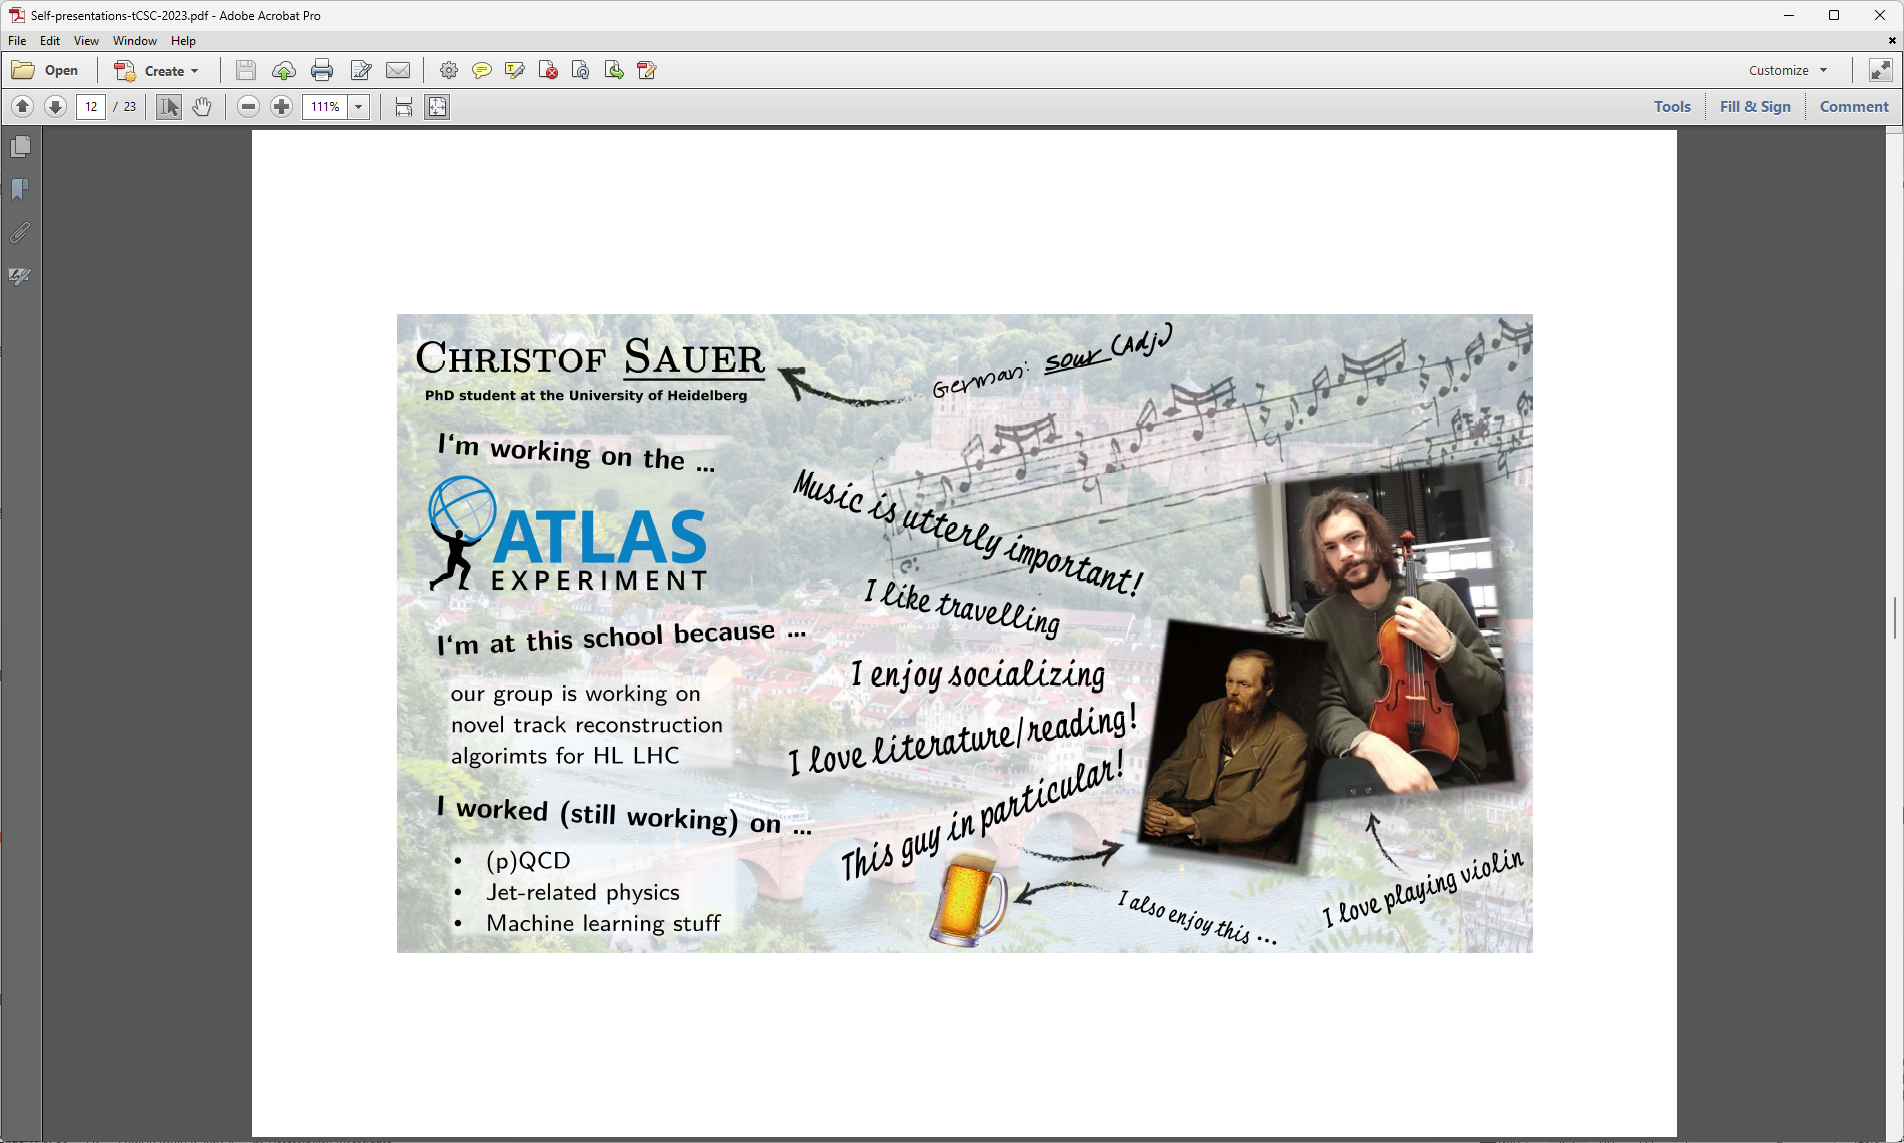 Self-presentations-tCSC-2023.pdf - Adobe Acrobat Pro
File Edit View Window Help
Open Create Customize
12 / 23 111% Tools Fill & Sign Comment
CHRISTOF SAUER
German: sour (Adj.)
PhD student at the University of Heidelberg
I'm working on the ...
ATLAS
EXPERIMENT
I'm at this school because ...
our group is working on
novel track reconstruction
algorimts for HL LHC
I worked (still working) on ...
• (p)QCD
• Jet-related physics
• Machine learning stuff
Music is utterly important!
I like travelling
I enjoy socializing
I love literature/reading!
This guy in particular!
I also enjoy this ...
I love playing violin